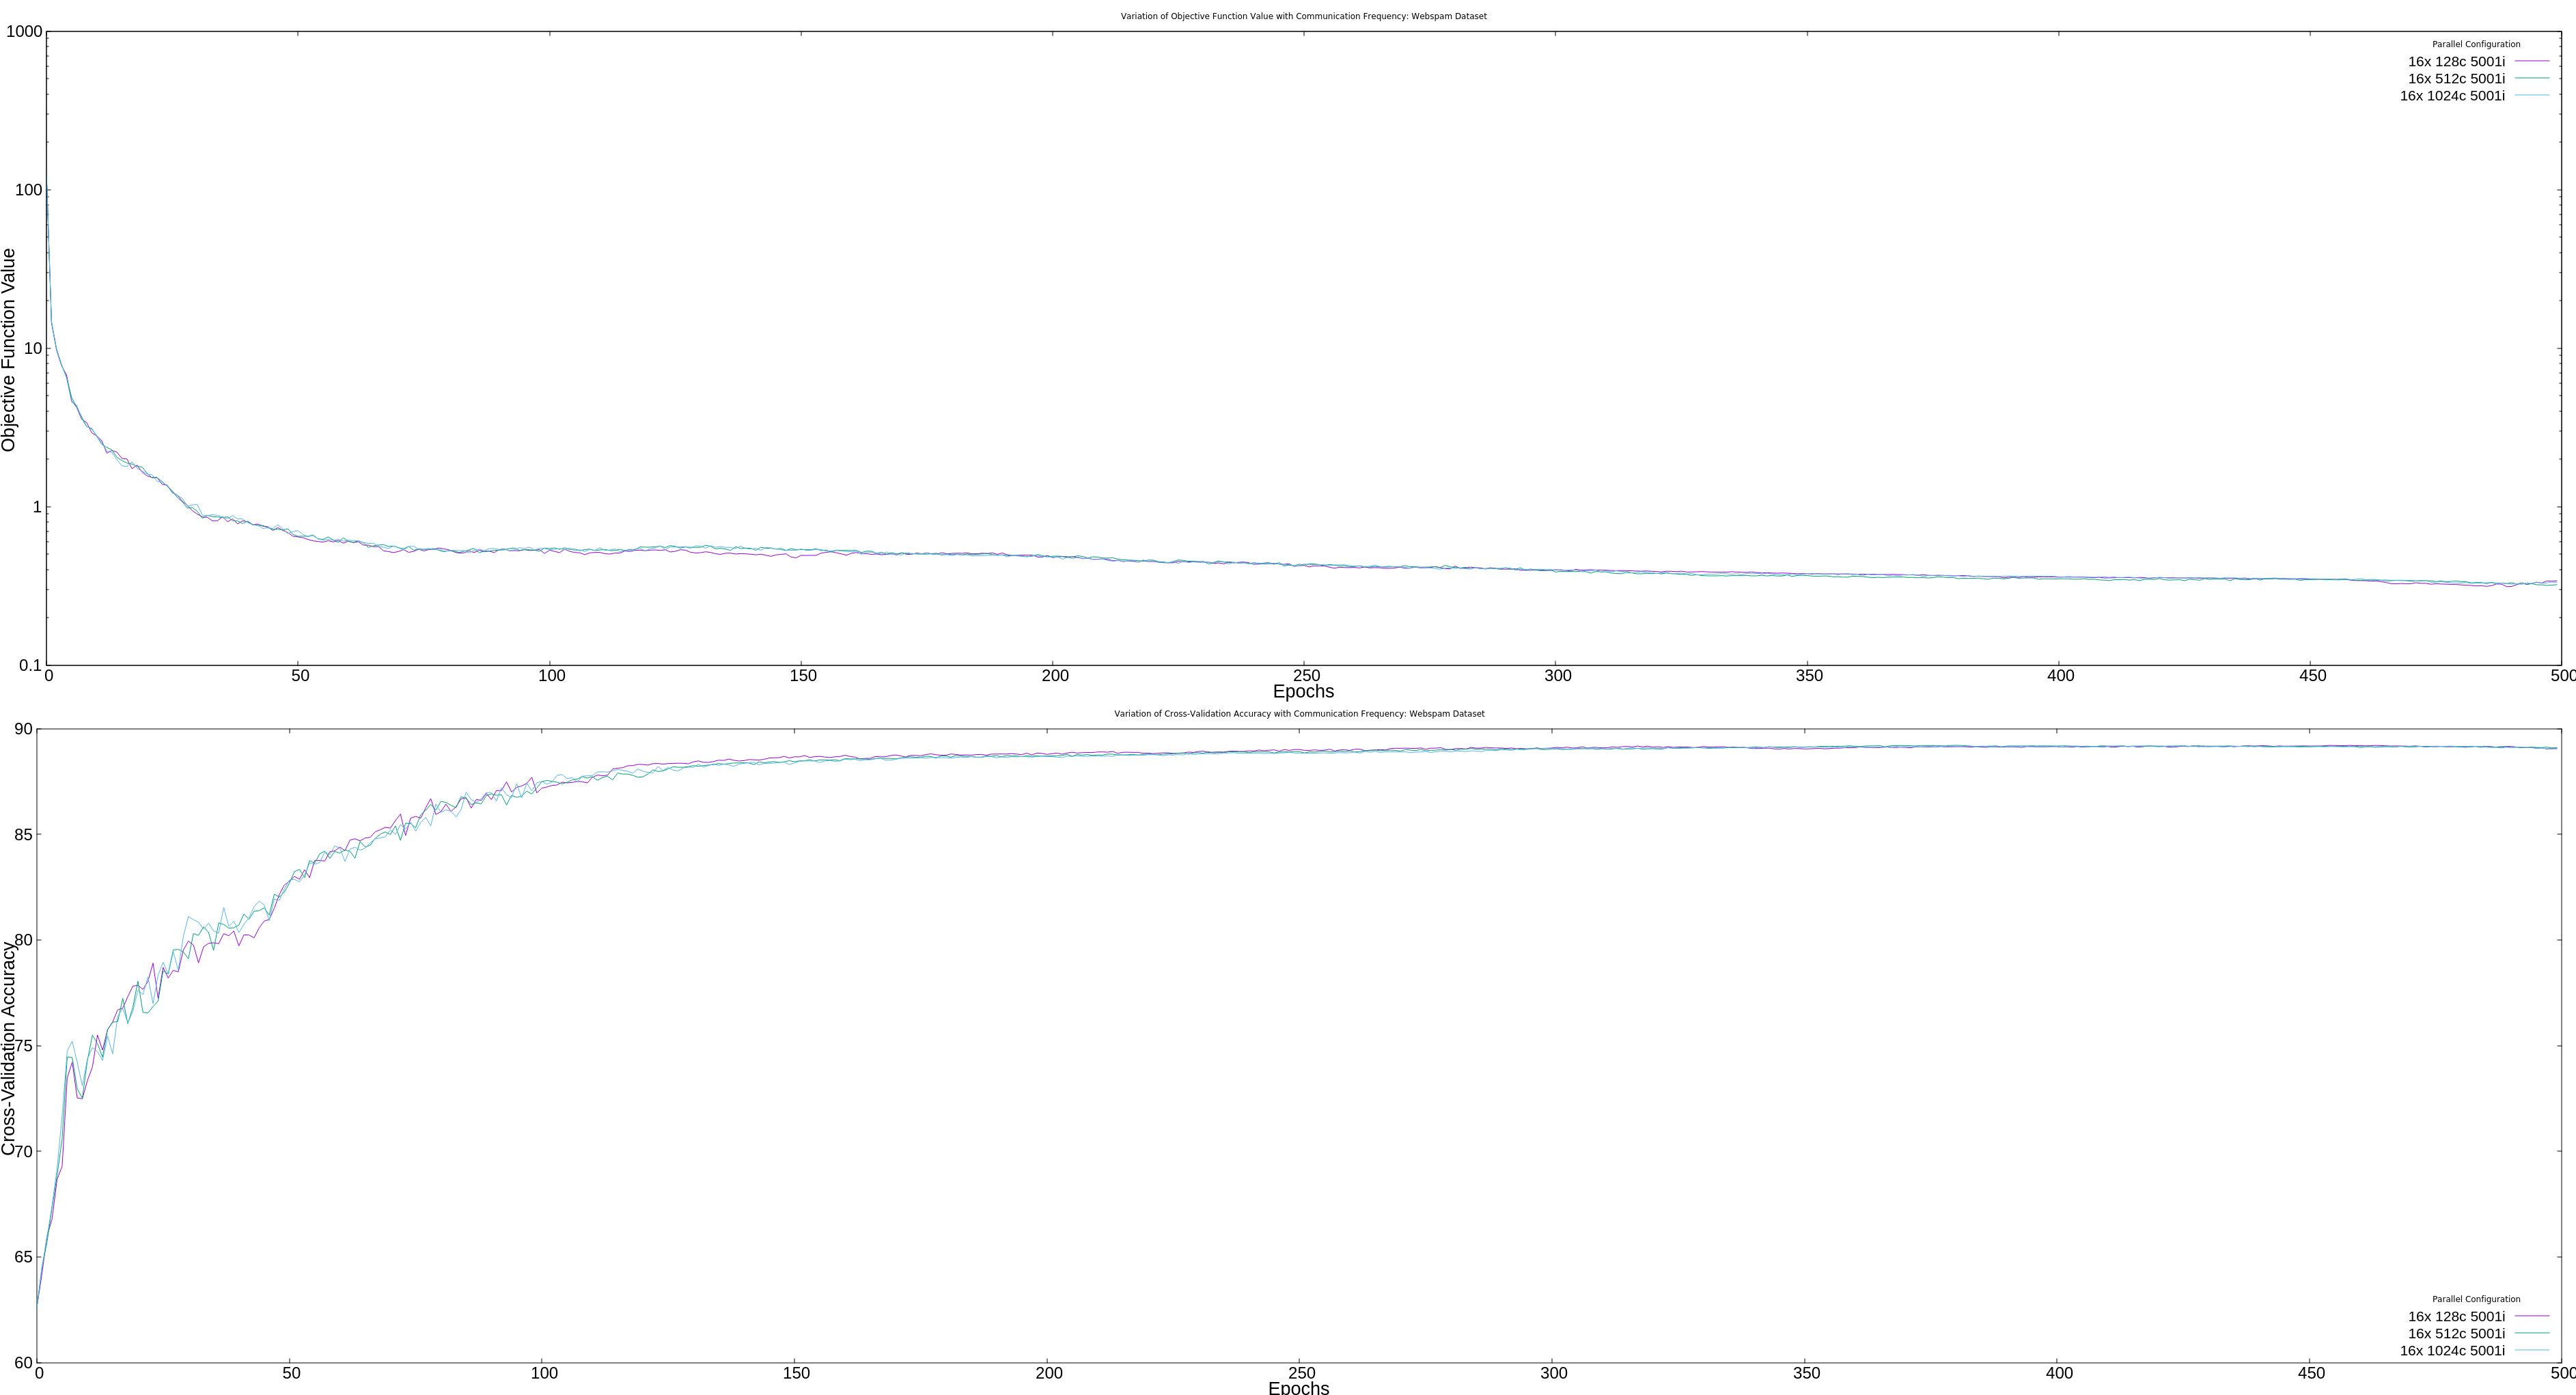 Variation of Objective Function Value with Communication Frequency: Webspam Dataset
1000
100
10
1
0.1
Objective Function Value
Parallel Configuration
16x 128c 5001i
16x 512c 5001i
16x 1024c 5001i
0 50 100 150 200 250 300 350 400 450 500
Epochs
Variation of Cross-Validation Accuracy with Communication Frequency: Webspam Dataset
90
85
80
75
70
65
60
Cross-Validation Accuracy
Parallel Configuration
16x 128c 5001i
16x 512c 5001i
16x 1024c 5001i
0 50 100 150 200 250 300 350 400 450 500
Epochs